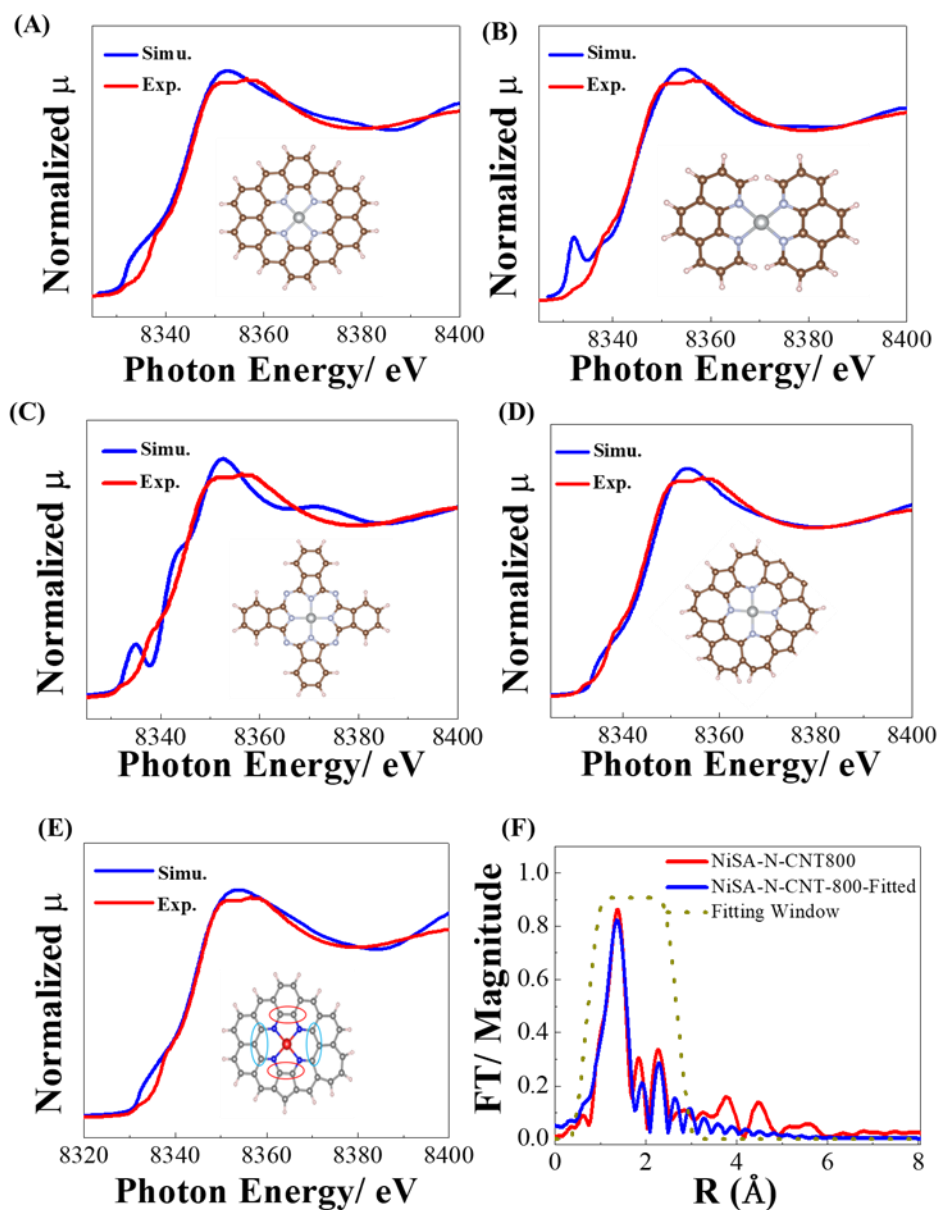 (A)
Simu.
Exp.
Normalized μ
8340 8360 8380 8400
Photon Energy/ eV
(B)
Simu.
Exp.
Normalized μ
8340 8360 8380 8400
Photon Energy/ eV
(C)
Simu.
Exp.
Normalized μ
8340 8360 8380 8400
Photon Energy/ eV
(D)
Simu.
Exp.
Normalized μ
8340 8360 8380 8400
Photon Energy/ eV
(E)
Simu.
Exp.
Normalized μ
8320 8340 8360 8380 8400
Photon Energy/ eV
(F)
NiSA-N-CNT800
NiSA-N-CNT-800-Fitted
Fitting Window
FT/ Magnitude
1.0
0.8
0.6
0.4
0.2
0.0
0 2 4 6 8
R (Å)